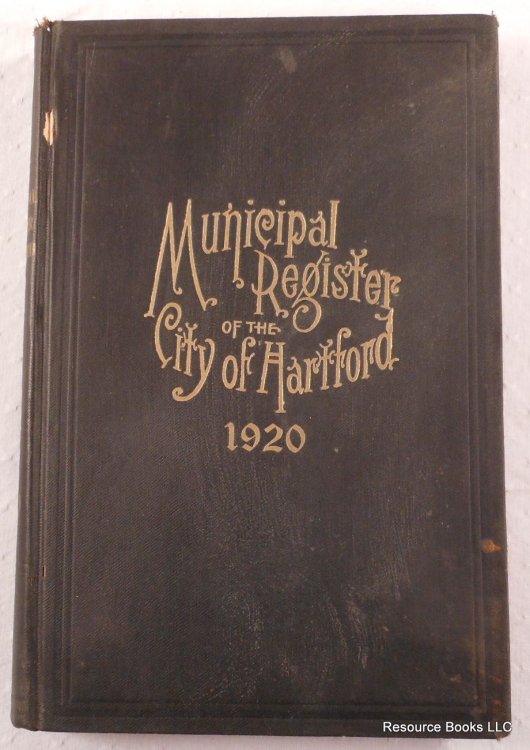 Municipal
Register
OF THE
City of Hartford
1920
Resource Books LLC